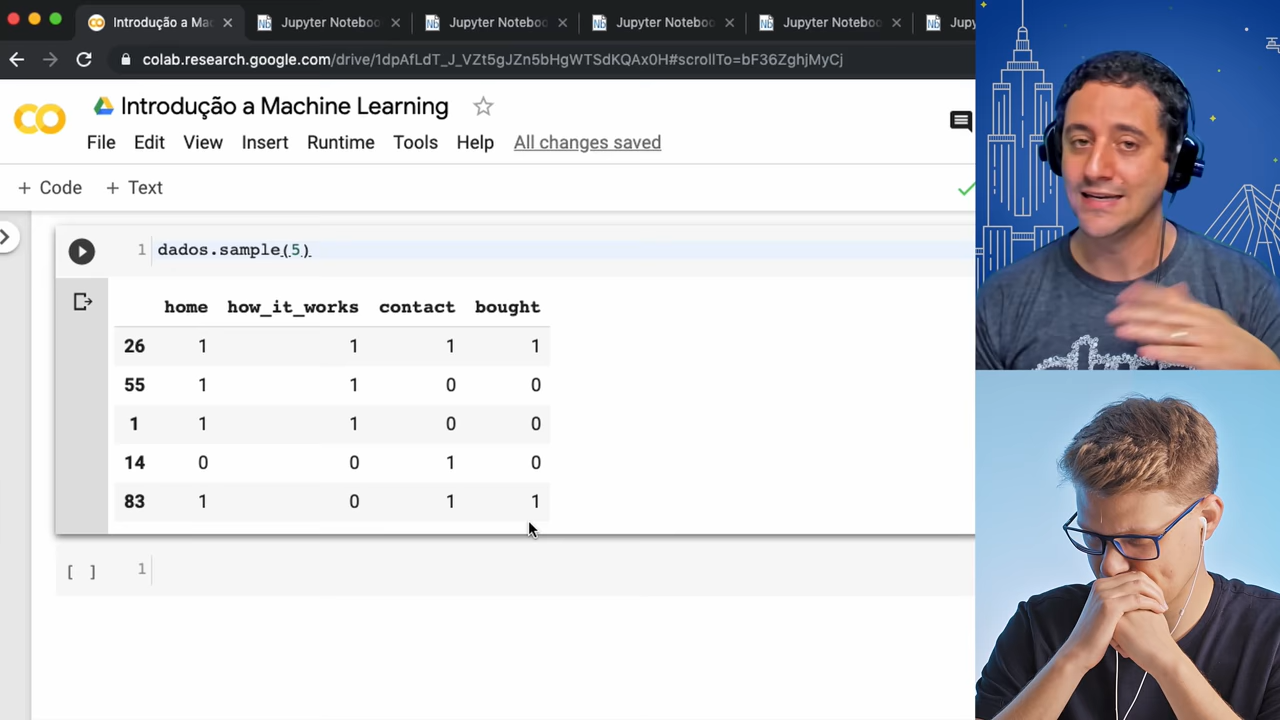 Introdução a Mac
Jupyter Noteboo
Jupyter Noteboo
Jupyter Noteboo
Jupyter Noteboo
Jupy
colab.research.google.com/drive/1dpAfLdT_J_VZt5gJZn5bHgWTSdKQAx0H#scrollTo=bF36ZghjMyCj
CO Introdução a Machine Learning
File Edit View Insert Runtime Tools Help All changes saved
+ Code + Text
1 dados.sample(5)
home how_it_works contact bought
26 1 1 1 1
55 1 1 0 0
1 1 1 0 0
14 0 0 1 0
83 1 0 1 1
[ ] 1